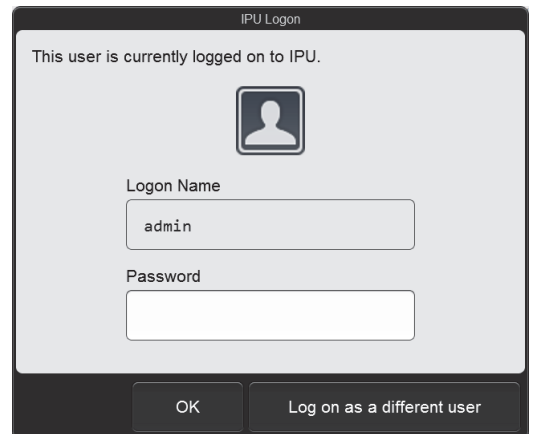 IPU Logon
This user is currently logged on to IPU.
Logon Name
admin
Password
OK
Log on as a different user